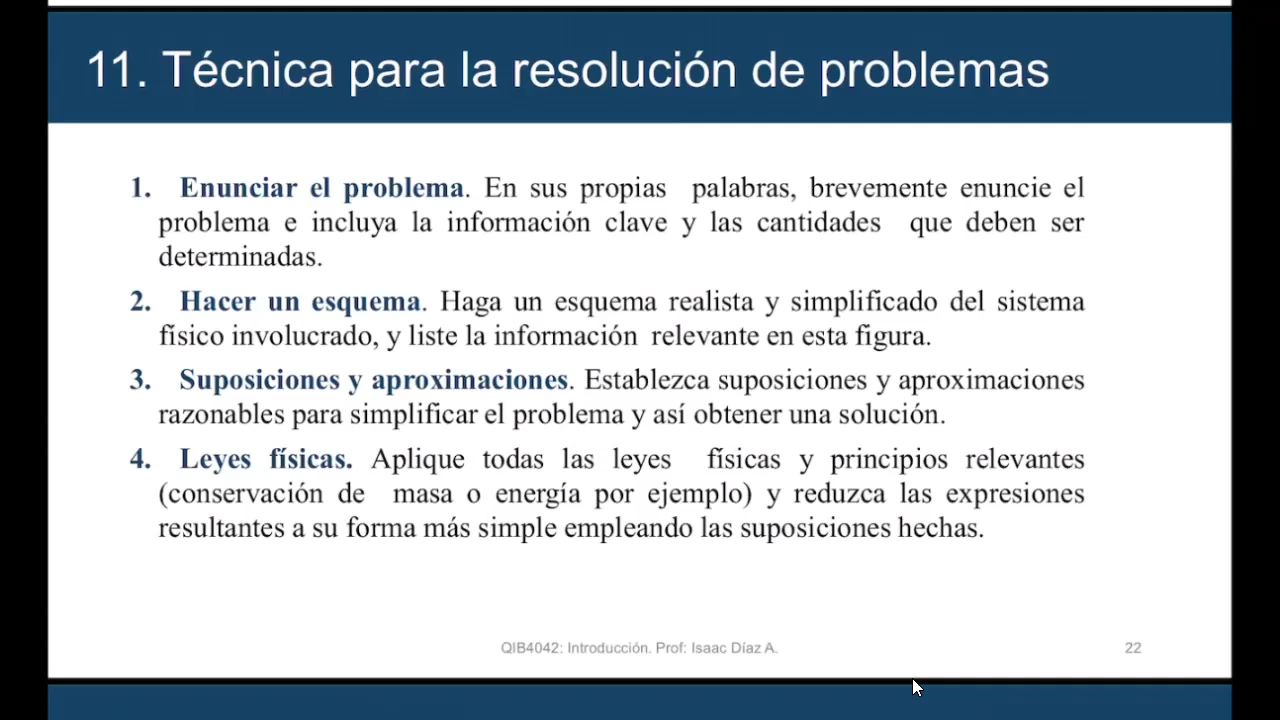 11. Técnica para la resolución de problemas
1. Enunciar el problema. En sus propias palabras, brevemente enuncie el
problema e incluya la información clave y las cantidades que deben ser
determinadas.
2. Hacer un esquema. Haga un esquema realista y simplificado del sistema
físico involucrado, y liste la información relevante en esta figura.
3. Suposiciones y aproximaciones. Establezca suposiciones y aproximaciones
razonables para simplificar el problema y así obtener una solución.
4. Leyes físicas. Aplique todas las leyes físicas y principios relevantes
(conservación de masa o energía por ejemplo) y reduzca las expresiones
resultantes a su forma más simple empleando las suposiciones hechas.
QIB4042: Introducción. Prof: Isaac Díaz A.
22